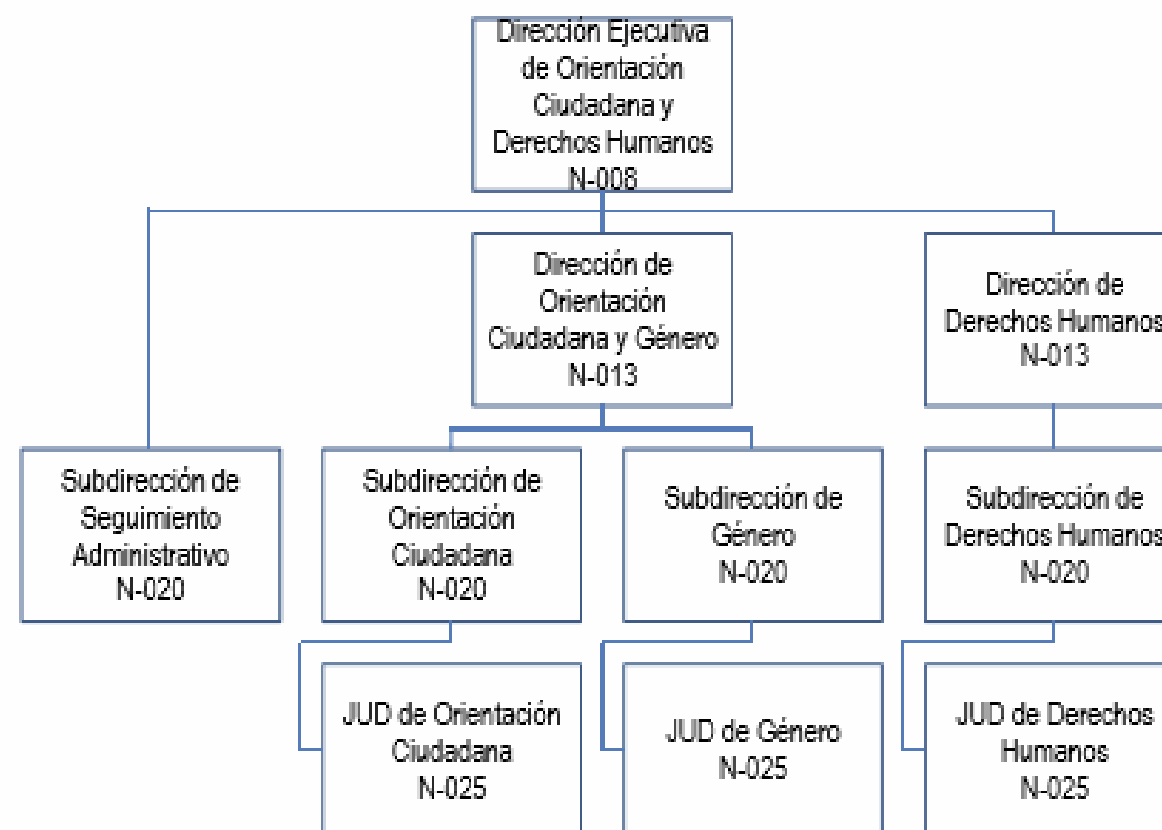 Dirección Ejecutiva
de Orientación
Ciudadana y
Derechos Humanos
N-008
Dirección de
Orientación
Ciudadana y Género
N-013
Dirección de
Derechos Humanos
N-013
Subdirección de
Seguimiento
Administrativo
N-020
Subdirección de
Orientación
Ciudadana
N-020
Subdirección de
Género
N-020
Subdirección de
Derechos Humanos
N-020
JUD de Orientación
Ciudadana
N-025
JUD de Género
N-025
JUD de Derechos
Humanos
N-025